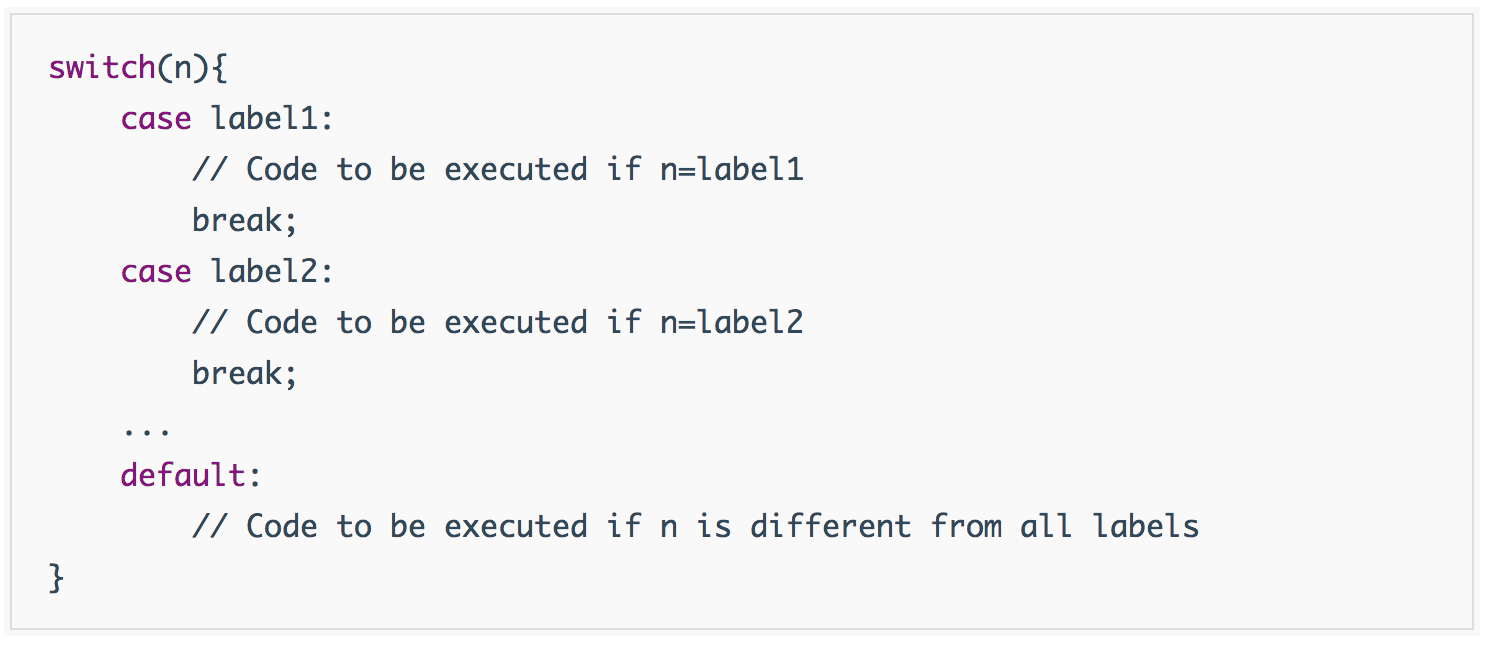 switch(n){
    case label1:
        // Code to be executed if n=label1
        break;
    case label2:
        // Code to be executed if n=label2
        break;
    ...
    default:
        // Code to be executed if n is different from all labels
}